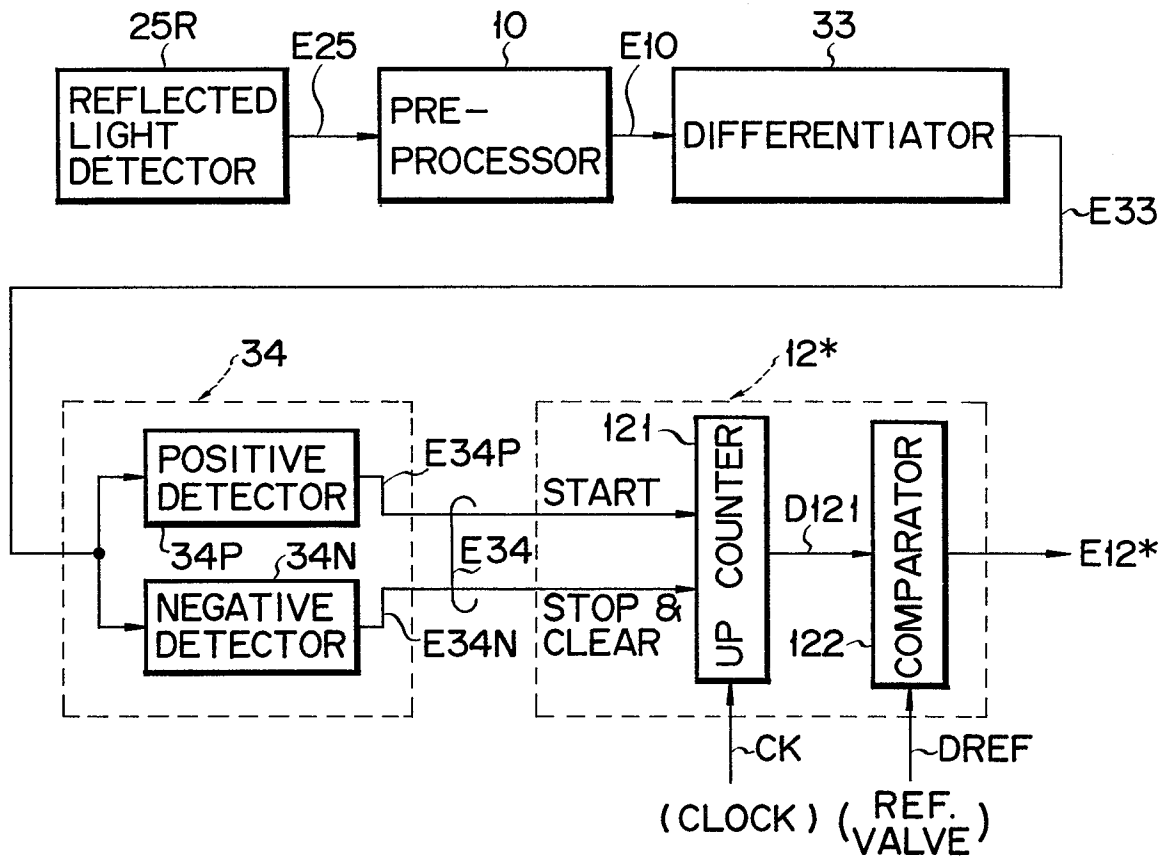 25R
10
33
E25
E10
REFLECTED
LIGHT
DETECTOR
PRE-
PROCESSOR
DIFFERENTIATOR
E33
34
12*
POSITIVE
DETECTOR
34P
E34P
START
121
UP COUNTER
D121
COMPARATOR
E12*
E34
34N
NEGATIVE
DETECTOR
E34N
STOP &
CLEAR
122
CK
DREF
(CLOCK)
(REF.
VALVE)